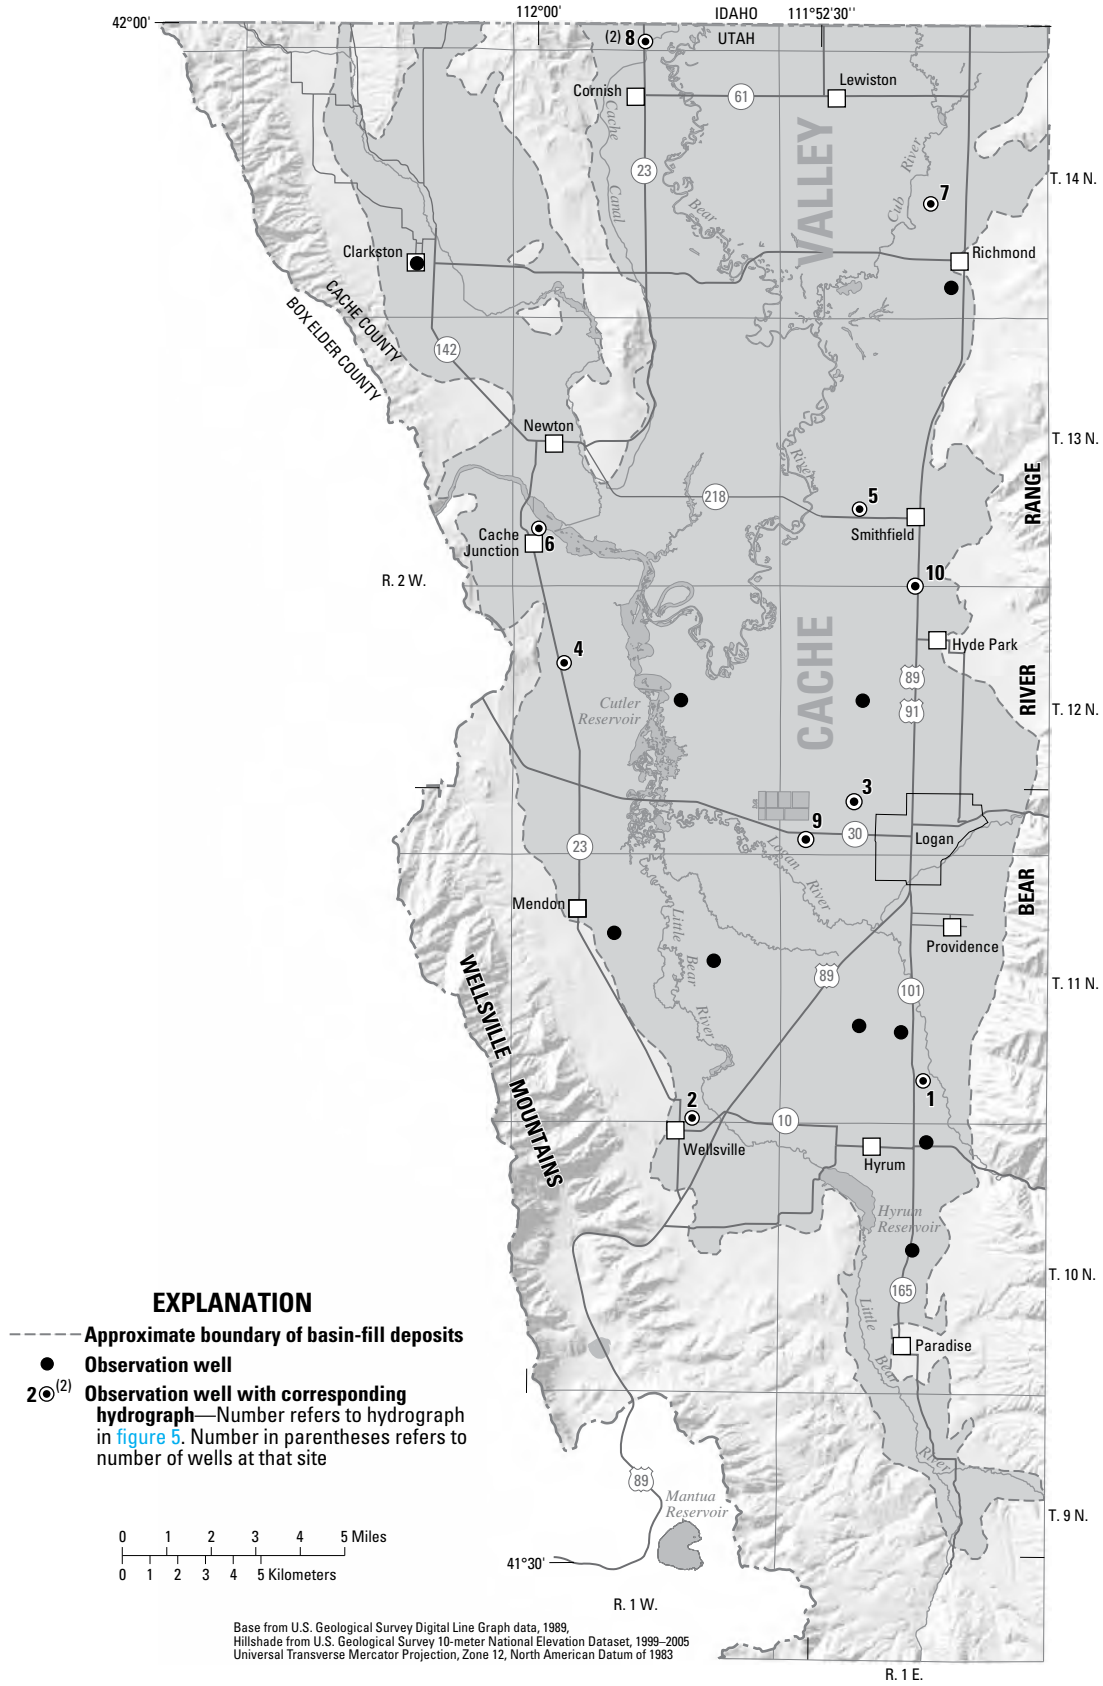 42°00'
112°00'
IDAHO
111°52'30''
UTAH
(2) 8
Cornish
61
Lewiston
Cache
Canal
23
Bear
VALLEY
River
Cub
7
T. 14 N.
Clarkston
Richmond
CACHE COUNTY
BOX ELDER COUNTY
142
Newton
T. 13 N.
River
RANGE
218
5
Smithfield
Cache
Junction
6
R. 2 W.
10
Hyde Park
4
89
CACHE
Cutler
Reservoir
91
RIVER
T. 12 N.
3
9
30
Logan
23
Logan
River
BEAR
Mendon
Little
Bear
River
Providence
WELLSVILLE
MOUNTAINS
89
101
T. 11 N.
1
2
10
Wellsville
Hyrum
Hyrum
Reservoir
T. 10 N.
165
Little
Bear
River
Paradise
EXPLANATION
Approximate boundary of basin-fill deposits
Observation well
2 (2) Observation well with corresponding
hydrograph—Number refers to hydrograph
in figure 5. Number in parentheses refers to
number of wells at that site
89
Mantua
Reservoir
T. 9 N.
0 1 2 3 4 5 Miles
0 1 2 3 4 5 Kilometers
41°30'
R. 1 W.
Base from U.S. Geological Survey Digital Line Graph data, 1989,
Hillshade from U.S. Geological Survey 10-meter National Elevation Dataset, 1999–2005
Universal Transverse Mercator Projection, Zone 12, North American Datum of 1983
R. 1 E.